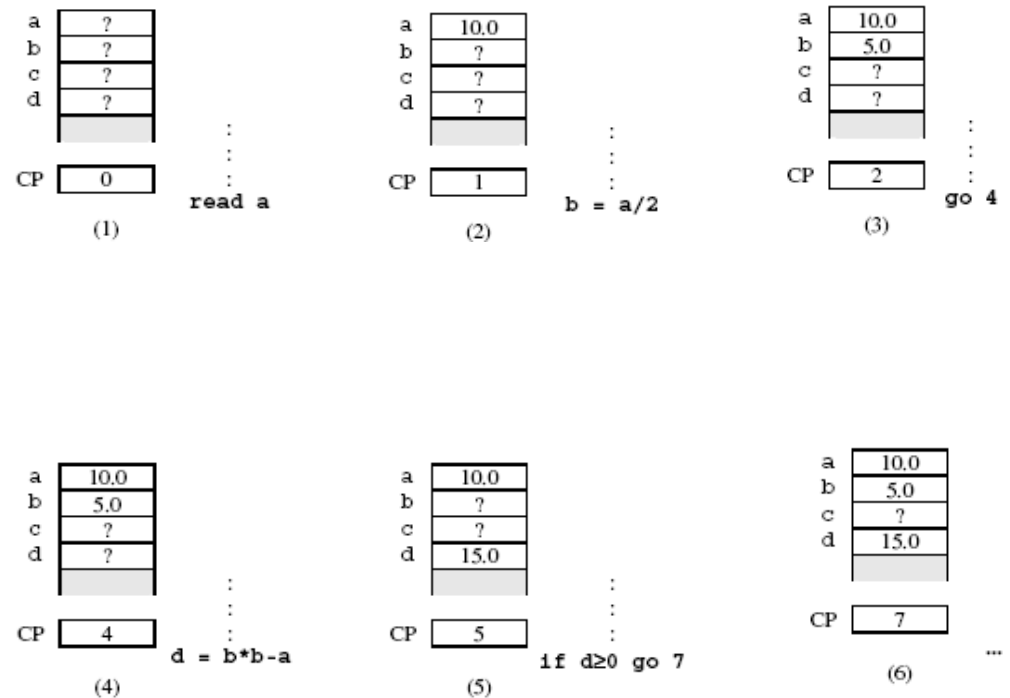 a ?
b ?
c ?
d ?
:
:
CP 0 :
read a
(1)
a 10.0
b ?
c ?
d ?
:
:
CP 1 :
b = a/2
(2)
a 10.0
b 5.0
c ?
d ?
:
:
CP 2 :
go 4
(3)
a 10.0
b 5.0
c ?
d ?
:
:
CP 4 :
d = b*b-a
(4)
a 10.0
b ?
c ?
d 15.0
:
:
CP 5 :
if d≥0 go 7
(5)
a 10.0
b 5.0
c ?
d 15.0
CP 7
...
(6)